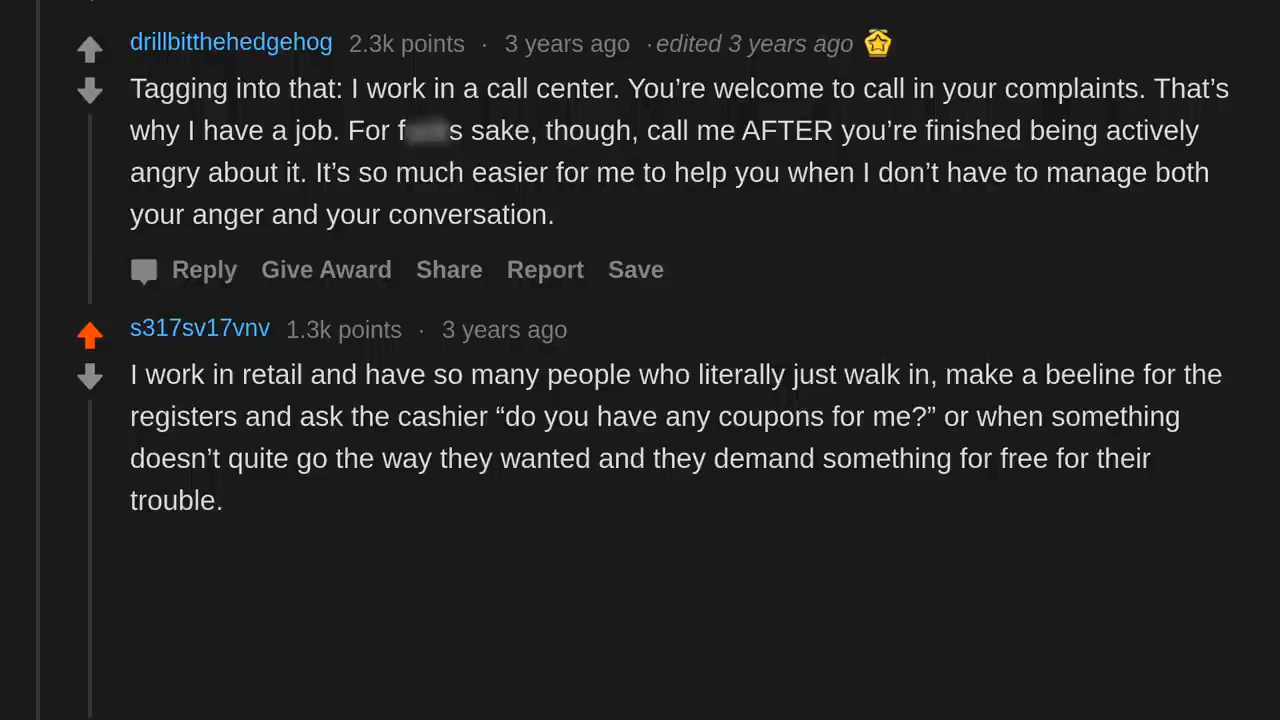 drillbitthehedgehog 2.3k points · 3 years ago · edited 3 years ago
Tagging into that: I work in a call center. You’re welcome to call in your complaints. That’s
why I have a job. For sake, though, call me AFTER you’re finished being actively
angry about it. It’s so much easier for me to help you when I don’t have to manage both
your anger and your conversation.
Reply Give Award Share Report Save
s317sv17vnv 1.3k points · 3 years ago
I work in retail and have so many people who literally just walk in, make a beeline for the
registers and ask the cashier “do you have any coupons for me?” or when something
doesn’t quite go the way they wanted and they demand something for free for their
trouble.